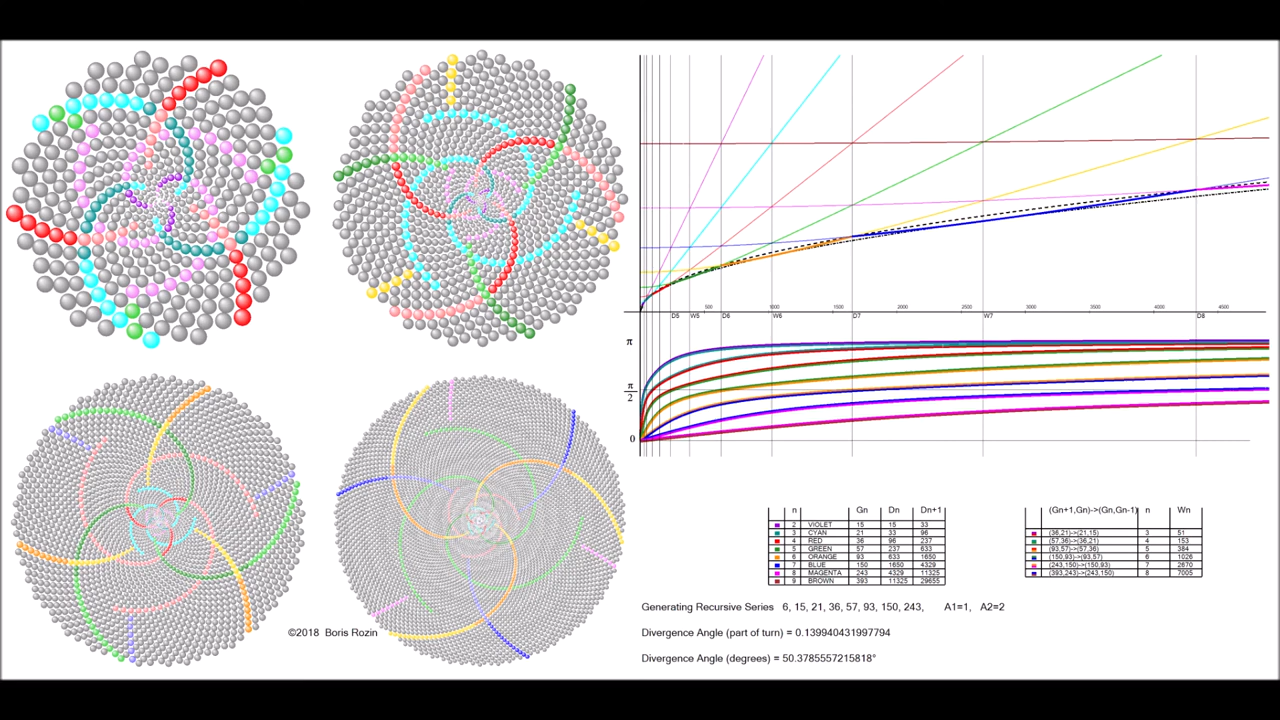 500 1000 1500 2000 2500 3000 3500 4000 4500
D5 W5 D6 W6 D7 W7 D8
π
π
2
0
n Gn Dn Dn+1
2 VIOLET 15 15 33
3 CYAN 21 33 96
4 RED 36 96 237
5 GREEN 57 237 633
6 ORANGE 93 633 1650
7 BLUE 150 1650 4329
8 MAGENTA 243 4329 11325
9 BROWN 393 11325 29655
(Gn+1,Gn)->(Gn,Gn-1) n Wn
(36,21)->(21,15) 3 51
(57,36)->(36,21) 4 153
(93,57)->(57,36) 5 384
(150,93)->(93,57) 6 1026
(243,150)->(150,93) 7 2670
(393,243)->(243,150) 8 7005
Generating Recursive Series 6, 15, 21, 36, 57, 93, 150, 243, A1=1, A2=2
©2018 Boris Rozin
Divergence Angle (part of turn) = 0.139940431997794
Divergence Angle (degrees) = 50.3785557215818°